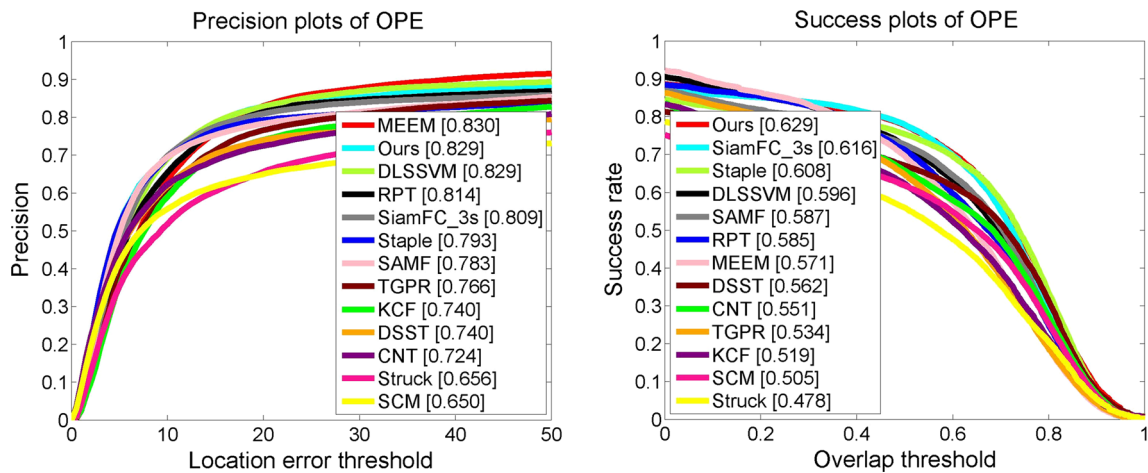 Precision plots of OPE
Precision
1
0.9
0.8
0.7
0.6
0.5
0.4
0.3
0.2
0.1
0
MEEM [0.830]
Ours [0.829]
DLSSVM [0.829]
RPT [0.814]
SiamFC_3s [0.809]
Staple [0.793]
SAMF [0.783]
TGPR [0.766]
KCF [0.740]
DSST [0.740]
CNT [0.724]
Struck [0.656]
SCM [0.650]
0 10 20 30 40 50
Location error threshold
Success plots of OPE
Success rate
1
0.9
0.8
0.7
0.6
0.5
0.4
0.3
0.2
0.1
0
Ours [0.629]
SiamFC_3s [0.616]
Staple [0.608]
DLSSVM [0.596]
SAMF [0.587]
RPT [0.585]
MEEM [0.571]
DSST [0.562]
CNT [0.551]
TGPR [0.534]
KCF [0.519]
SCM [0.505]
Struck [0.478]
0 0.2 0.4 0.6 0.8 1
Overlap threshold